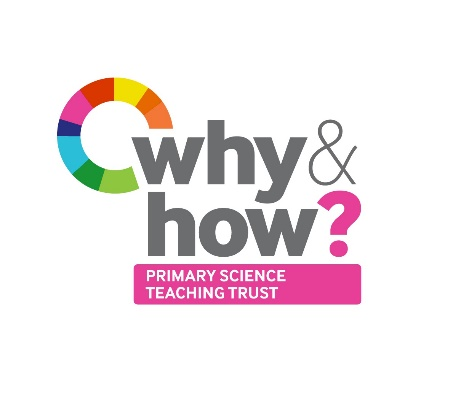 why&
how?
PRIMARY SCIENCE
TEACHING TRUST